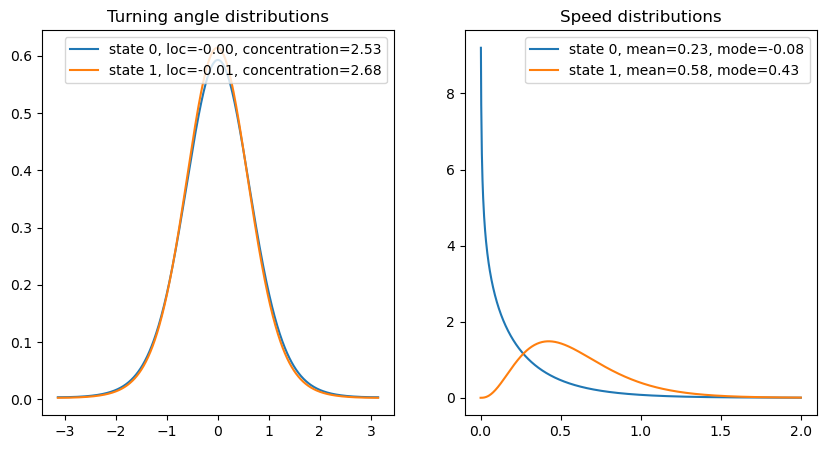 Turning angle distributions
state 0, loc=-0.00, concentration=2.53
state 1, loc=-0.01, concentration=2.68
0.6
0.5
0.4
0.3
0.2
0.1
0.0
−3 −2 −1 0 1 2 3
Speed distributions
state 0, mean=0.23, mode=-0.08
state 1, mean=0.58, mode=0.43
8
6
4
2
0
0.0 0.5 1.0 1.5 2.0